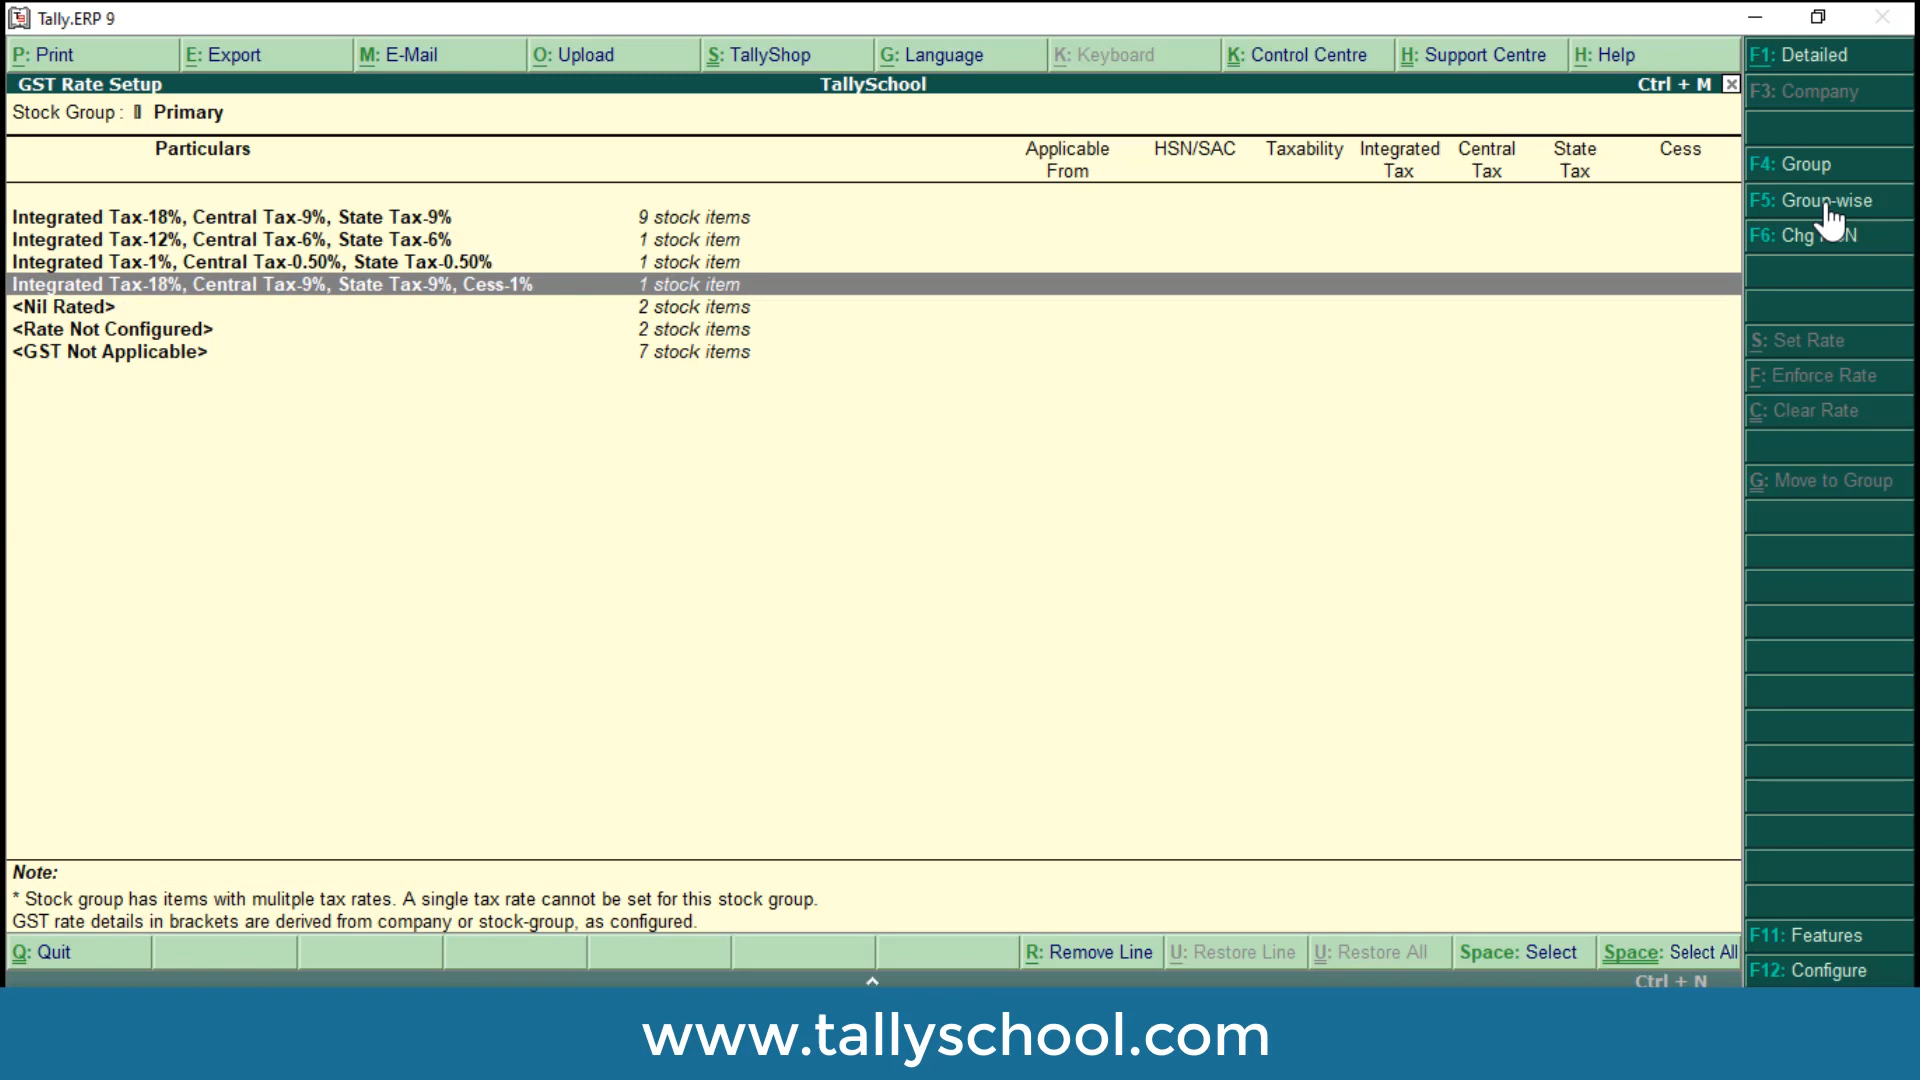 Tally.ERP 9
P: Print E: Export M: E-Mail O: Upload S: TallyShop G: Language K: Keyboard K: Control Centre H: Support Centre H: Help
GST Rate Setup TallySchool Ctrl + M
Stock Group : Primary
Particulars Applicable From HSN/SAC Taxability Integrated Tax Central Tax State Tax Cess
Integrated Tax-18%, Central Tax-9%, State Tax-9% 9 stock items
Integrated Tax-12%, Central Tax-6%, State Tax-6% 1 stock item
Integrated Tax-1%, Central Tax-0.50%, State Tax-0.50% 1 stock item
Integrated Tax-18%, Central Tax-9%, State Tax-9%, Cess-1% 1 stock item
<Nil Rated> 2 stock items
<Rate Not Configured> 2 stock items
<GST Not Applicable> 7 stock items
Note:
* Stock group has items with mulitple tax rates. A single tax rate cannot be set for this stock group.
GST rate details in brackets are derived from company or stock-group, as configured.
Q: Quit R: Remove Line U: Restore Line U: Restore All Space: Select Space: Select All
Ctrl + N
F1: Detailed
F3: Company
F4: Group
F5: Group-wise
F6: Chg
S: Set Rate
F: Enforce Rate
C: Clear Rate
G: Move to Group
F11: Features
F12: Configure
www.tallyschool.com